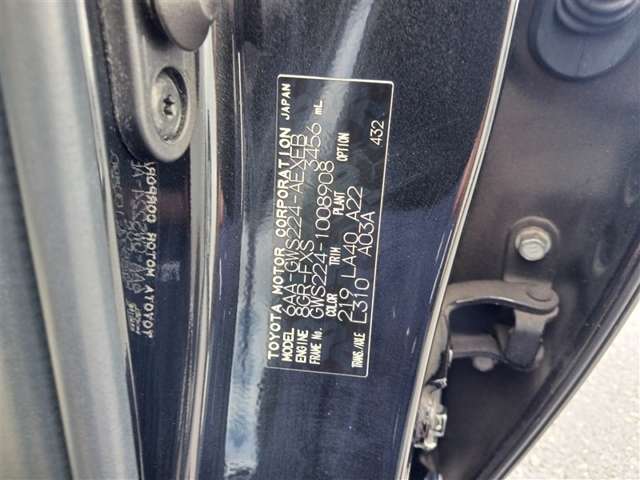 TOYOTA MOTOR CORPORATION JAPAN
MODEL 6AA-GWS224-AEXEB
ENGINE 8GR-FXS 3456 mL
FRAME No. GWS224-1008908
COLOR TRIM PLANT OPTION
219 LA40 A22 432
TRANS./AXLE L310 A03A